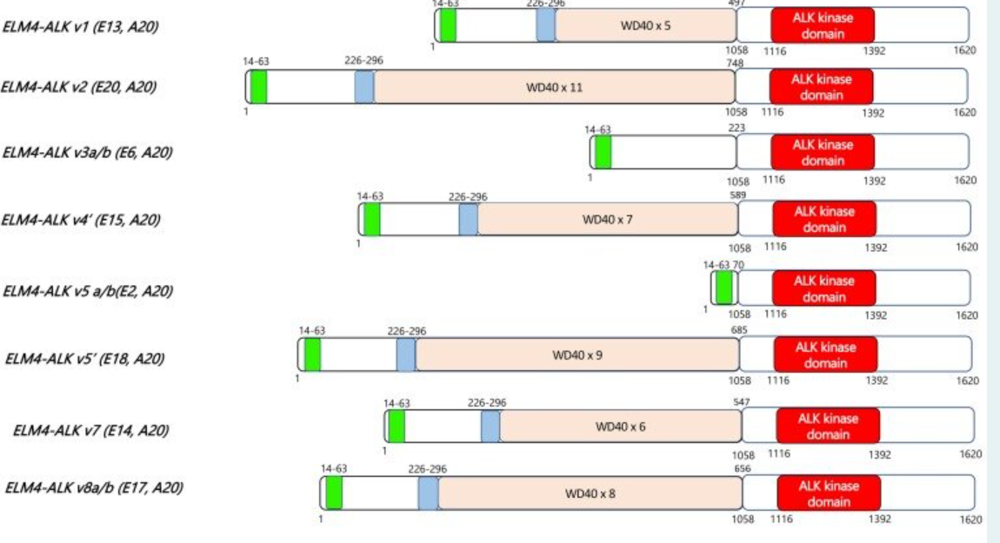 14-63 226-296 497
ELM4-ALK v1 (E13, A20) WD40 x 5 ALK kinase domain
1 1058 1116 1392 1620
14-63 226-296 748
ELM4-ALK v2 (E20, A20) WD40 x 11 ALK kinase domain
1 1058 1116 1392 1620
14-63 223
ELM4-ALK v3a/b (E6, A20) ALK kinase domain
1 1058 1116 1392 1620
14-63 226-296 589
ELM4-ALK v4’ (E15, A20) WD40 x 7 ALK kinase domain
1 1058 1116 1392 1620
14-63 70
ELM4-ALK v5 a/b(E2, A20) ALK kinase domain
1 1058 1116 1392 1620
14-63 226-296 685
ELM4-ALK v5’ (E18, A20) WD40 x 9 ALK kinase domain
1 1058 1116 1392 1620
14-63 226-296 547
ELM4-ALK v7 (E14, A20) WD40 x 6 ALK kinase domain
1 1058 1116 1392 1620
14-63 226-296 656
ELM4-ALK v8a/b (E17, A20) WD40 x 8 ALK kinase domain
1 1058 1116 1392 1620